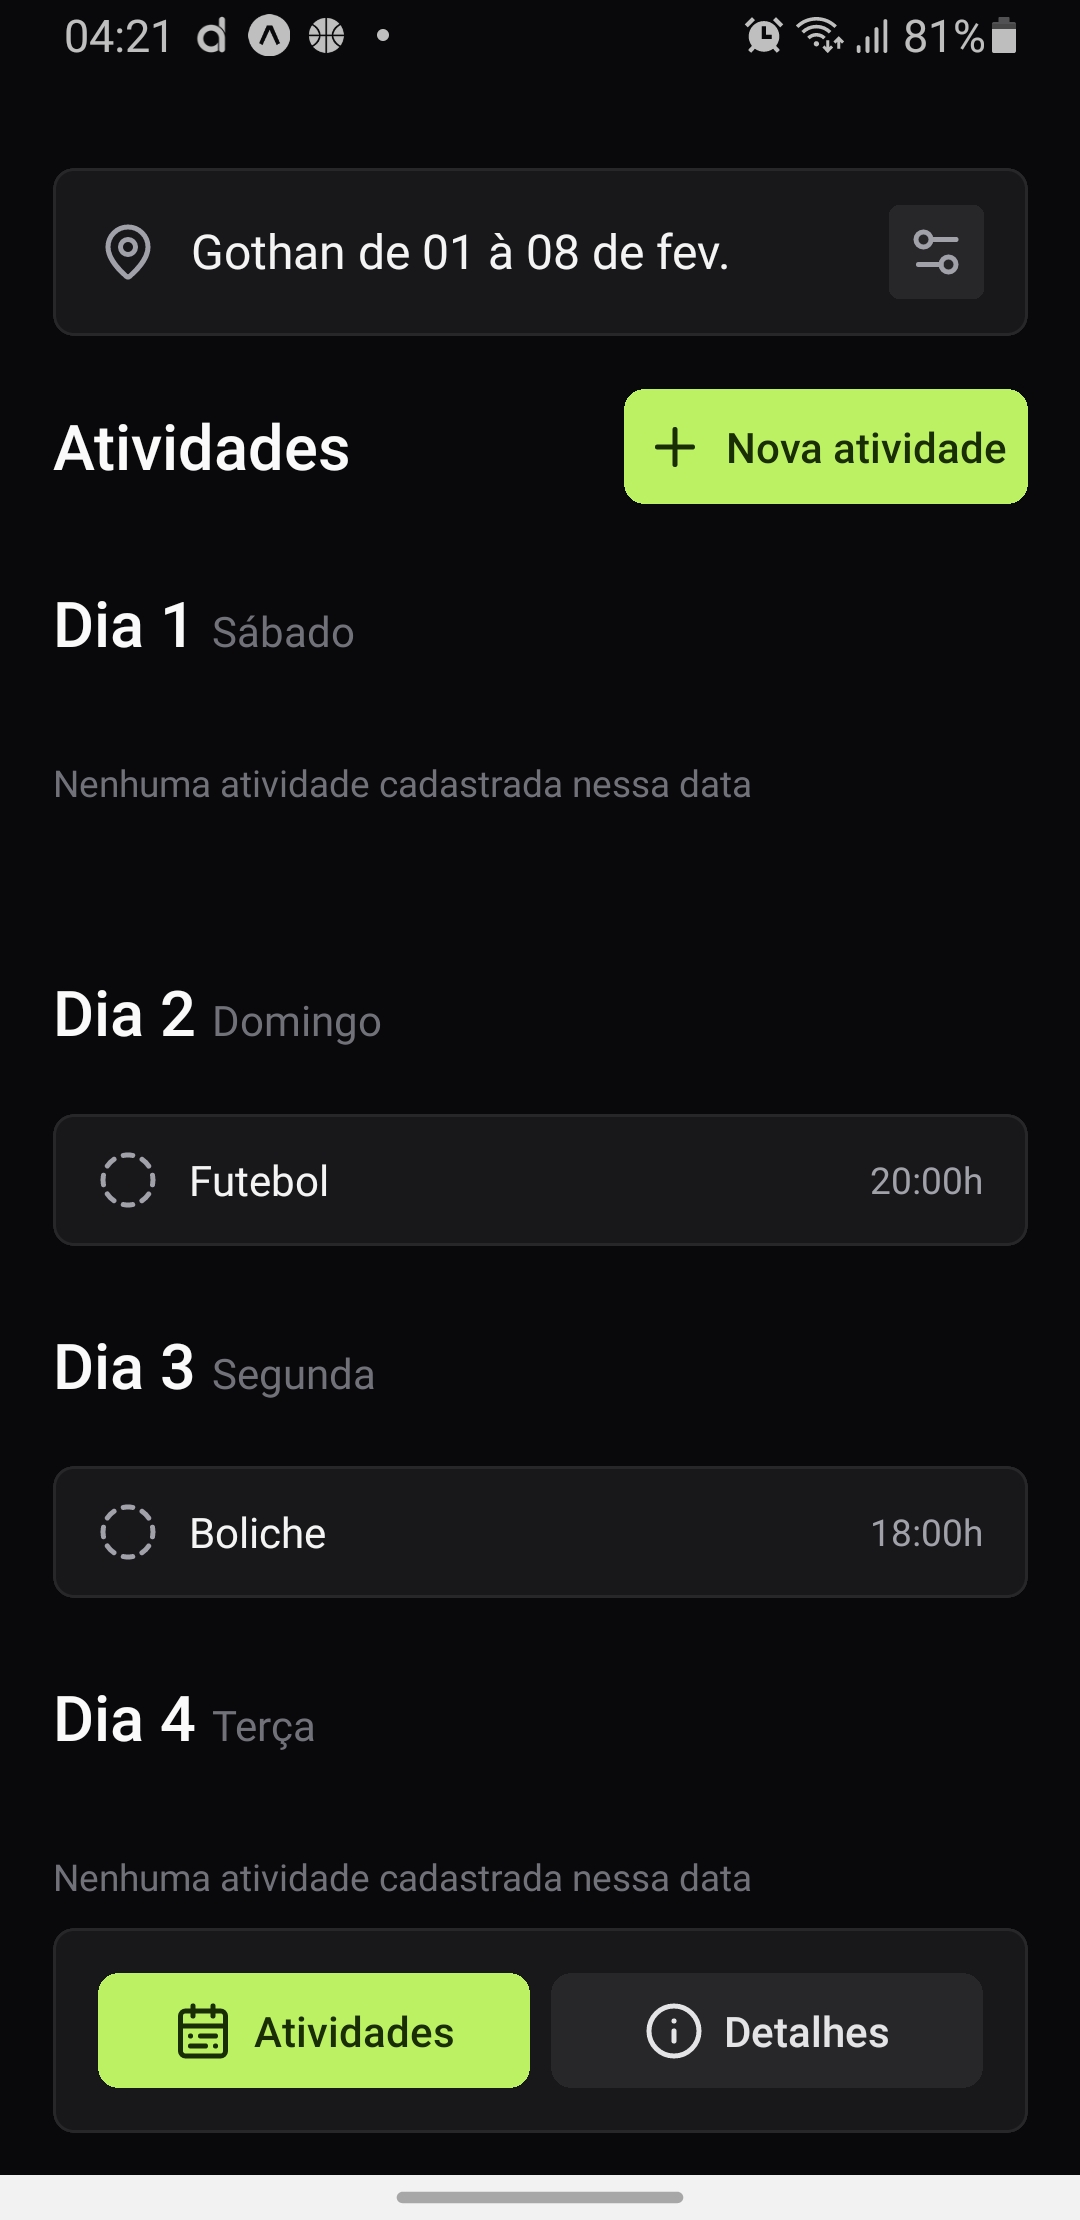 04:21
81%
Gothan de 01 à 08 de fev.
Atividades
Nova atividade
Dia 1 Sábado
Nenhuma atividade cadastrada nessa data
Dia 2 Domingo
Futebol 20:00h
Dia 3 Segunda
Boliche 18:00h
Dia 4 Terça
Nenhuma atividade cadastrada nessa data
Atividades
Detalhes